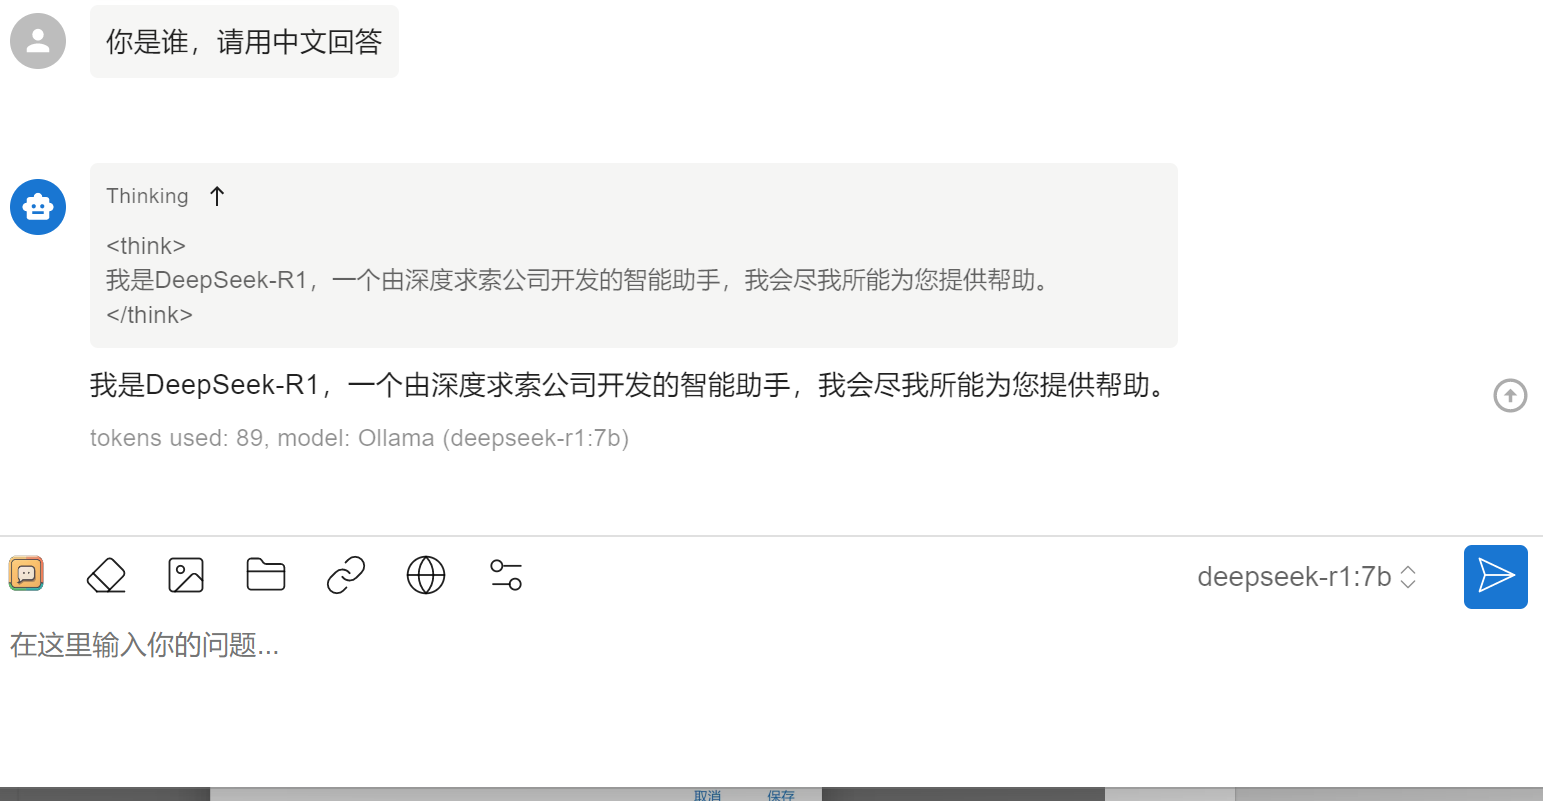 你是谁，请用中文回答
Thinking
<think>
我是DeepSeek-R1，一个由深度求索公司开发的智能助手，我会尽我所能为您提供帮助。
</think>
我是DeepSeek-R1，一个由深度求索公司开发的智能助手，我会尽我所能为您提供帮助。
tokens used: 89, model: Ollama (deepseek-r1:7b)
deepseek-r1:7b
在这里输入你的问题...
取消 保存